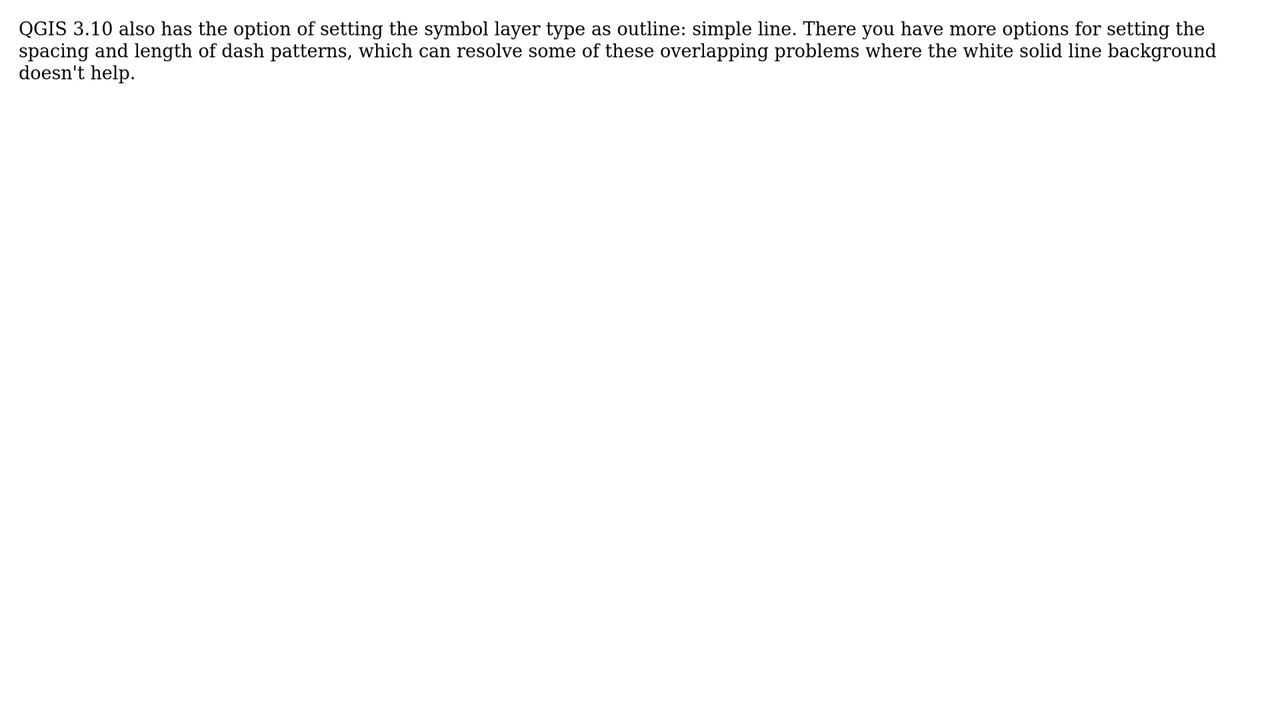 QGIS 3.10 also has the option of setting the symbol layer type as outline: simple line. There you have more options for setting the
spacing and length of dash patterns, which can resolve some of these overlapping problems where the white solid line background
doesn't help.